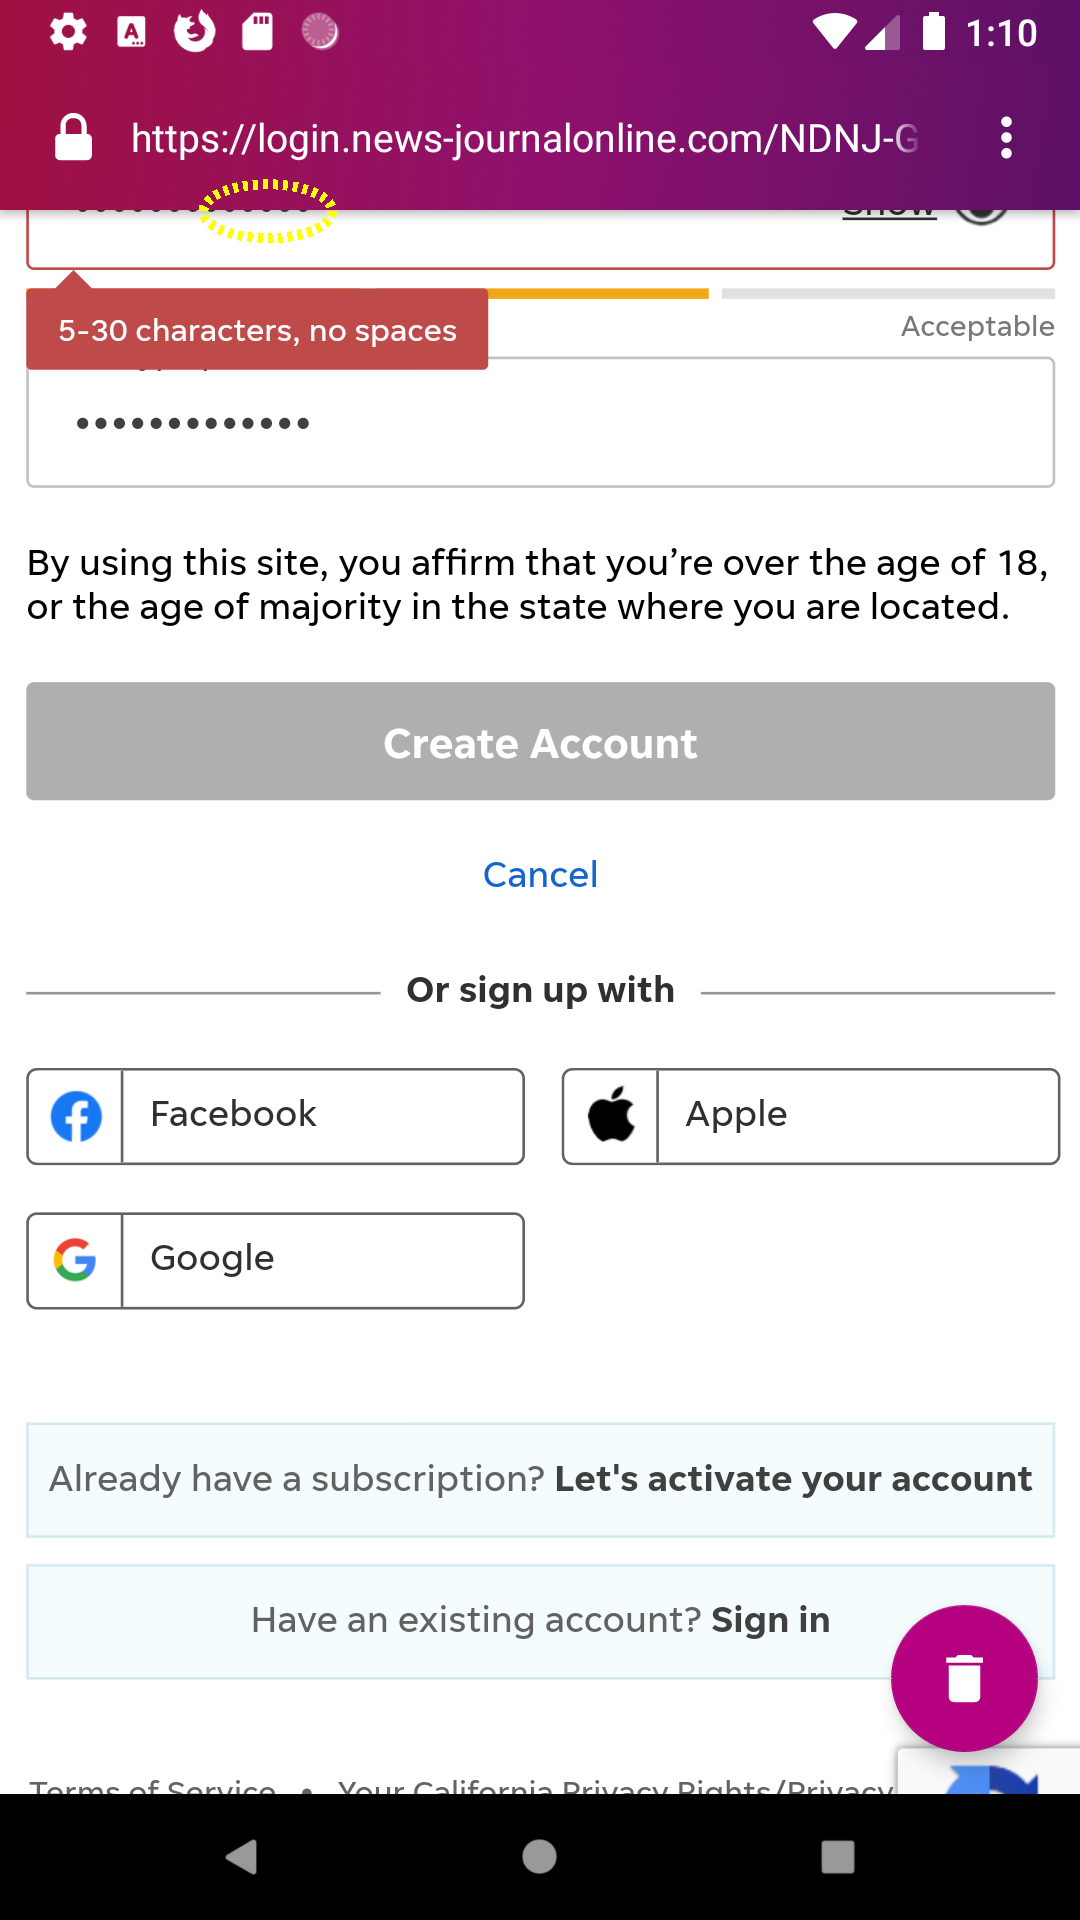 1:10
https://login.news-journalonline.com/NDNJ-G
Show
5-30 characters, no spaces
Acceptable
By using this site, you affirm that you’re over the age of 18,
or the age of majority in the state where you are located.
Create Account
Cancel
Or sign up with
Facebook
Apple
Google
Already have a subscription? Let's activate your account
Have an existing account? Sign in
Terms of Service • Your California Privacy Rights/Privacy